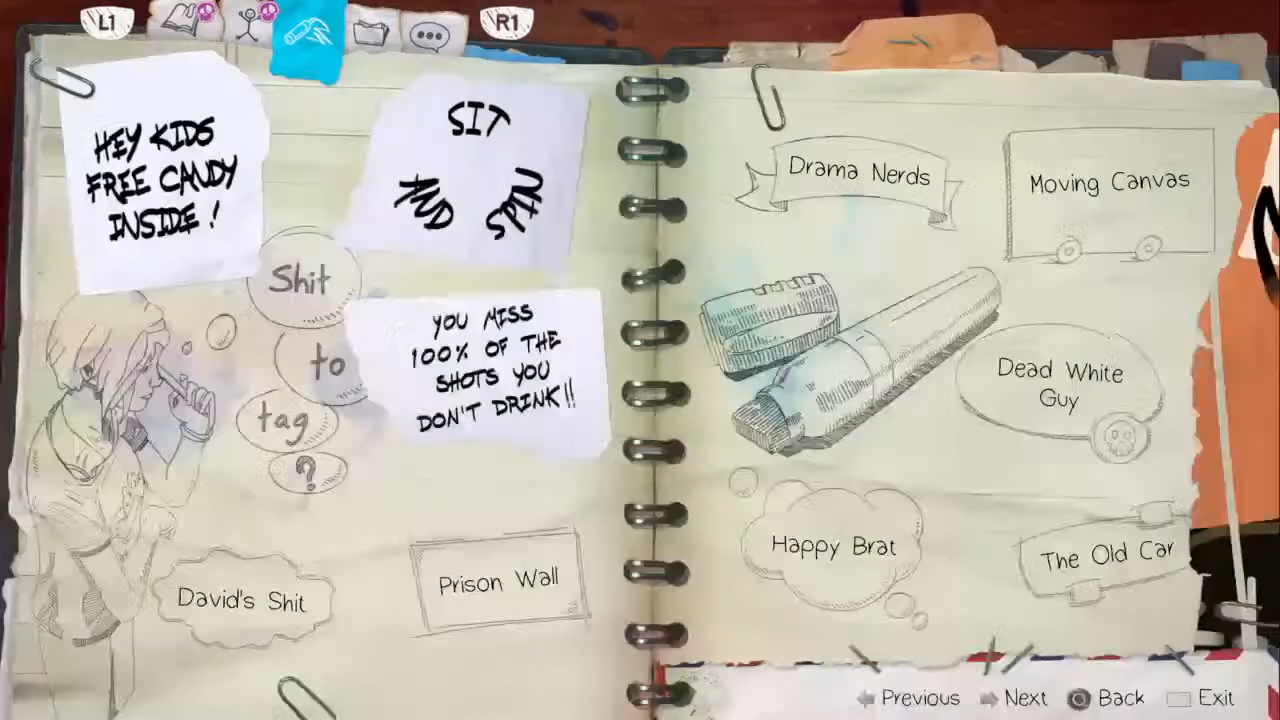 L1
R1
HEY KIDS
FREE CANDY
INSIDE!
SIT
AND
SPIN
Shit
to
tag
?
YOU MISS
100% OF THE
SHOTS YOU
DON'T DRINK!!
David's Shit
Prison Wall
Drama Nerds
Moving Canvas
Dead White
Guy
Happy Brat
The Old Car
Previous
Next
Back
Exit